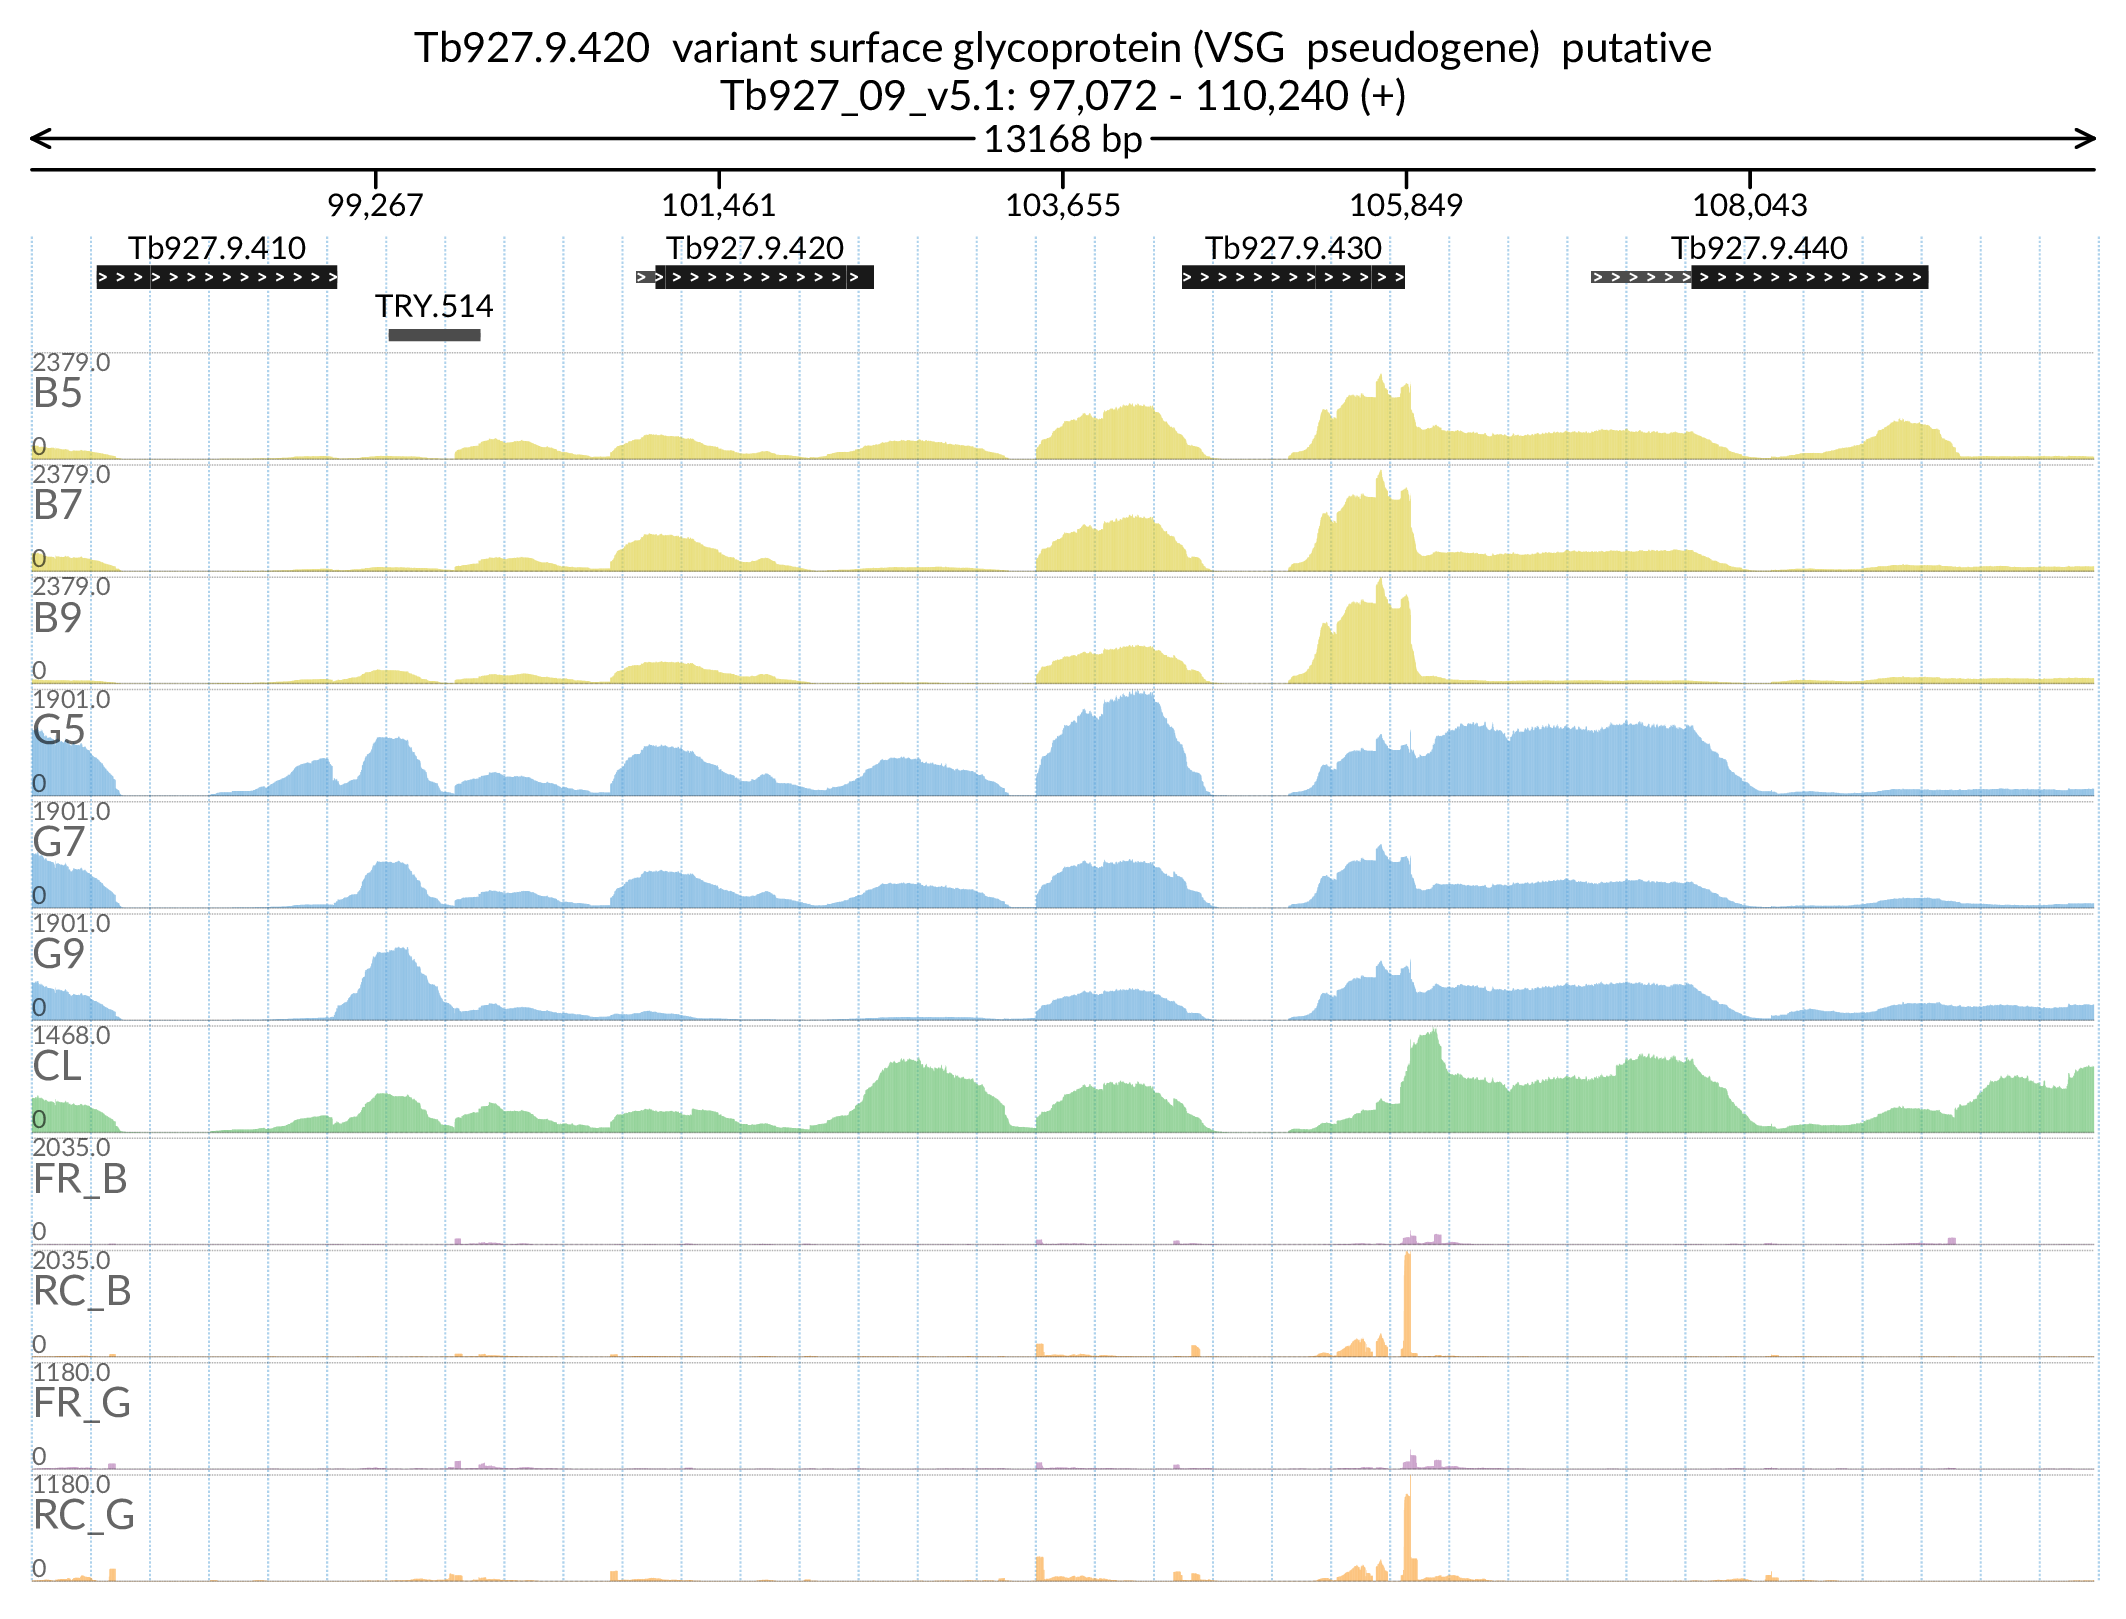 Tb927.9.420 variant surface glycoprotein (VSG pseudogene) putative
Tb927_09_v5.1: 97,072 - 110,240 (+)
13168 bp
99,267 101,461 103,655 105,849 108,043
Tb927.9.410 Tb927.9.420 Tb927.9.430 Tb927.9.440
TRY.514
2379.0
B5
0
2379.0
B7
0
2379.0
B9
0
1901.0
G5
0
1901.0
G7
0
1901.0
G9
0
1468.0
CL
0
2035.0
FR_B
0
2035.0
RC_B
0
1180.0
FR_G
0
1180.0
RC_G
0